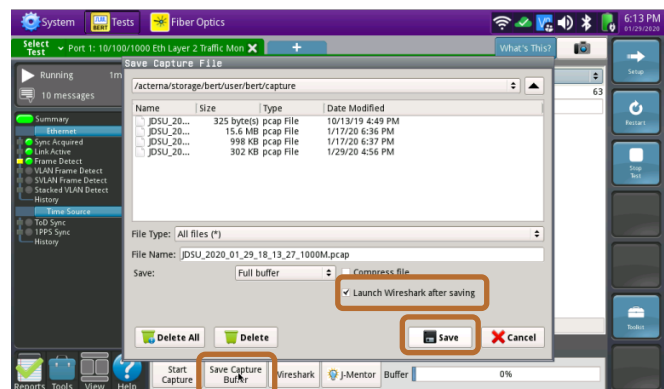 System Tests Fiber Optics 6:13 PM
01/29/2020
Select Test Port 1: 10/100/1000 Eth Layer 2 Traffic Mon X + What's This?
Save Capture File
Running 1m
10 messages
/acterna/storage/bert/user/bert/capture
63
Name Size Type Date Modified
JDSU_20... 325 byte(s) pcap File 10/13/19 4:49 PM
JDSU_20... 15.6 MB pcap File 1/17/20 6:36 PM
JDSU_20... 998 KB pcap File 1/17/20 6:37 PM
JDSU_20... 302 KB pcap File 1/29/20 4:56 PM
Summary
Ethernet
Sync Acquired
Link Active
Frame Detect
VLAN Frame Detect
SVLAN Frame Detect
Stacked VLAN Detect
History
Time Source
ToD Sync
1PPS Sync
History
File Type: All files (*)
File Name: JDSU_2020_01_29_18_13_27_1000M.pcap
Save: Full buffer Compress file
Launch Wireshark after saving
Delete All Delete Save Cancel
Setup
Restart
Stop
Test
Toolkit
Reports Tools View Help
Start Capture
Save Capture Buffer
Wireshark
J-Mentor
Buffer 0%